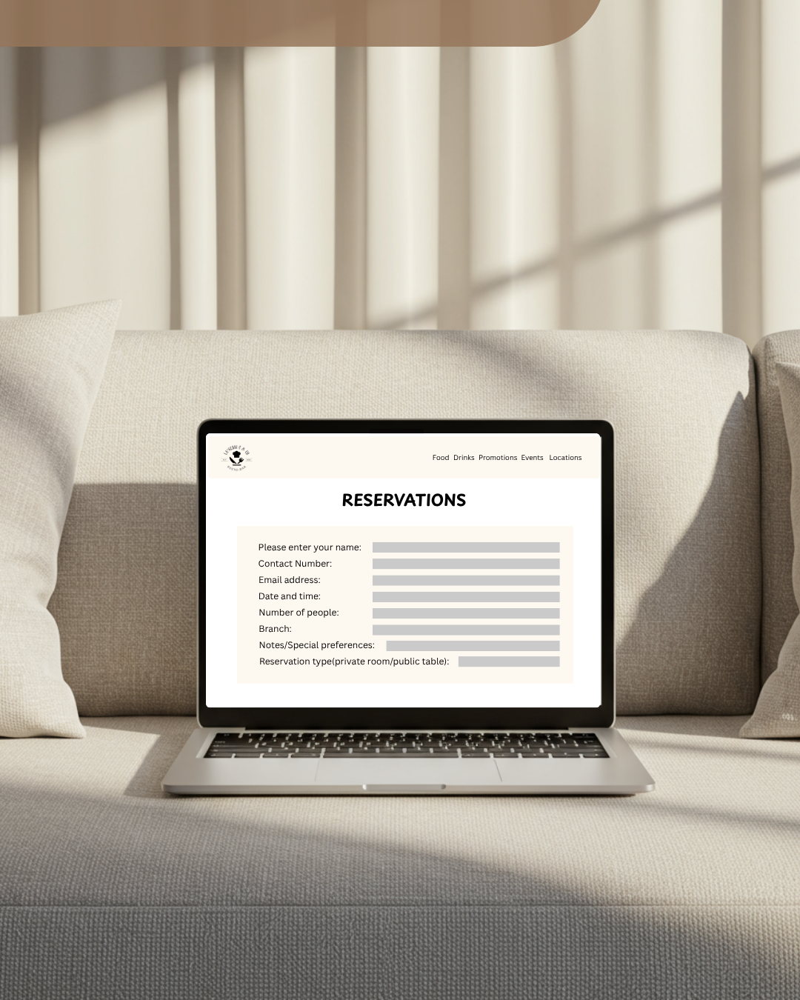 Food Drinks Promotions Events Locations
RESERVATIONS
Please enter your name:
Contact Number:
Email address:
Date and time:
Number of people:
Branch:
Notes/Special preferences:
Reservation type(private room/public table):